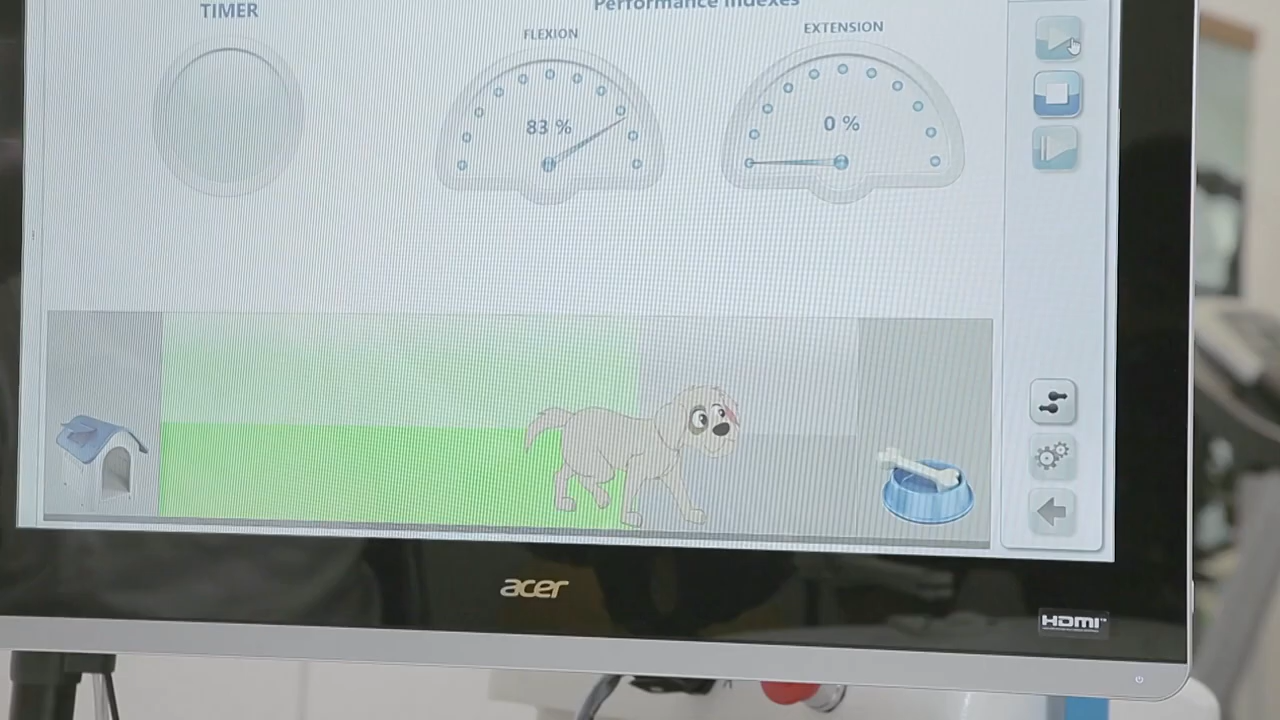 TIMER
Performance Indexes
FLEXION
EXTENSION
83 %
0 %
acer
HDMI